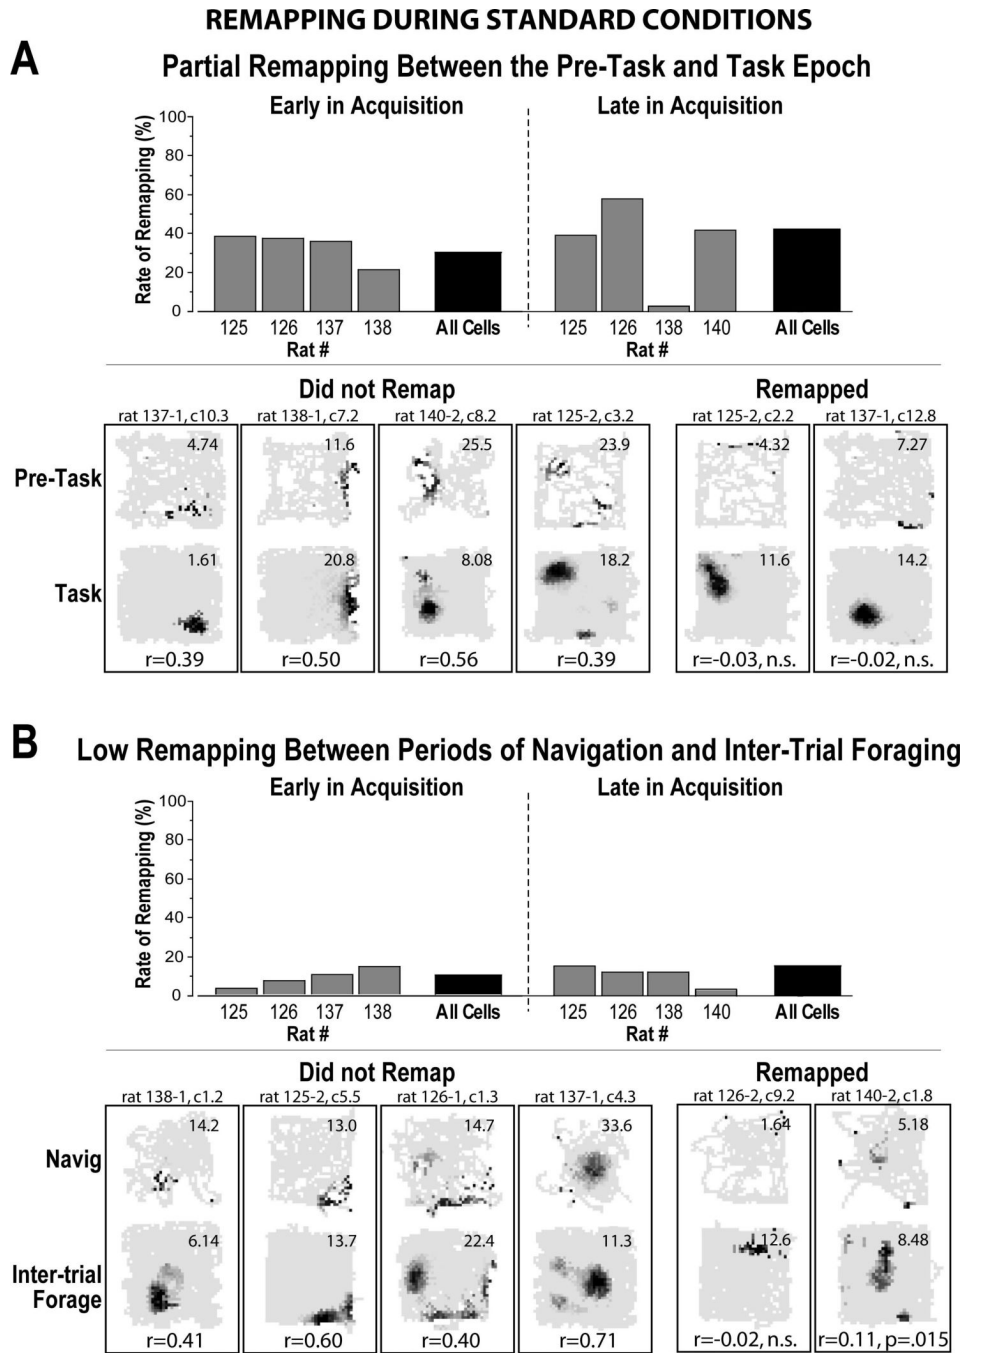 REMAPPING DURING STANDARD CONDITIONS
A
Partial Remapping Between the Pre-Task and Task Epoch
Early in Acquisition Late in Acquisition
Rate of Remapping (%)
100
80
60
40
20
0
125 126 137 138 All Cells 125 126 138 140 All Cells
Rat # Rat #
Did not Remap Remapped
rat 137-1, c10.3 rat 138-1, c7.2 rat 140-2, c8.2 rat 125-2, c3.2 rat 125-2, c2.2 rat 137-1, c12.8
Pre-Task 4.74 11.6 25.5 23.9 4.32 7.27
Task 1.61 20.8 8.08 18.2 11.6 14.2
r=0.39 r=0.50 r=0.56 r=0.39 r=-0.03, n.s. r=-0.02, n.s.
B
Low Remapping Between Periods of Navigation and Inter-Trial Foraging
Early in Acquisition Late in Acquisition
Rate of Remapping (%)
100
80
60
40
20
0
125 126 137 138 All Cells 125 126 138 140 All Cells
Rat # Rat #
Did not Remap Remapped
rat 138-1, c1.2 rat 125-2, c5.5 rat 126-1, c1.3 rat 137-1, c4.3 rat 126-2, c9.2 rat 140-2, c1.8
Navig 14.2 13.0 14.7 33.6 1.64 5.18
Inter-trial
Forage 6.14 13.7 22.4 11.3 12.6 8.48
r=0.41 r=0.60 r=0.40 r=0.71 r=-0.02, n.s. r=0.11, p=.015